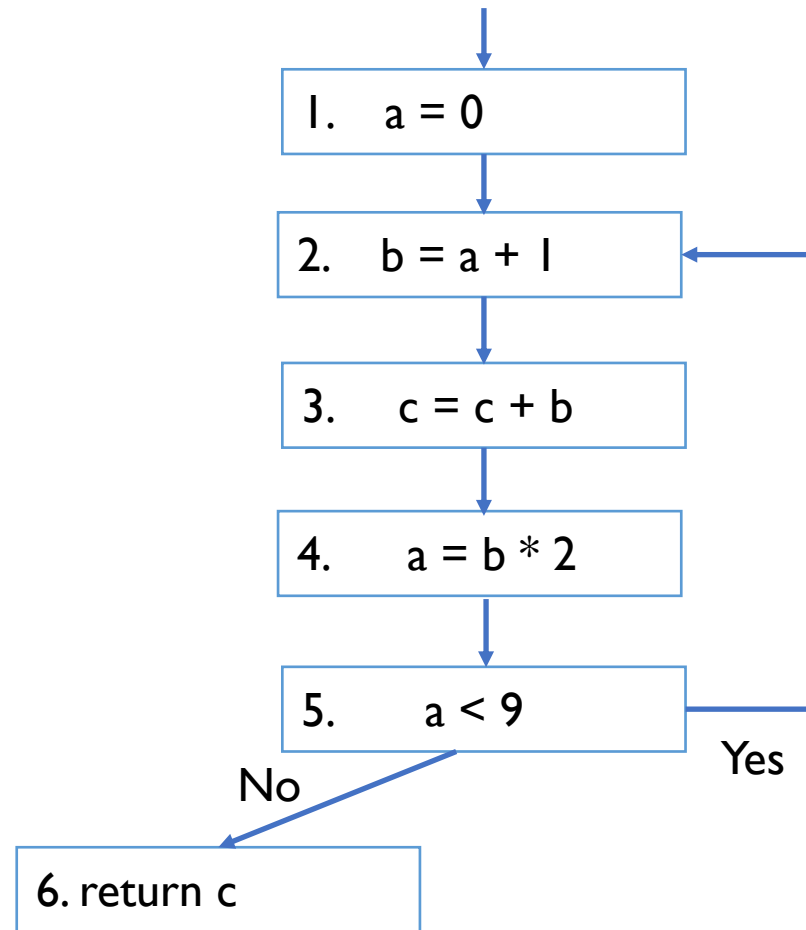 1. a = 0
2. b = a + 1
3. c = c + b
4. a = b * 2
5. a < 9
Yes
No
6. return c